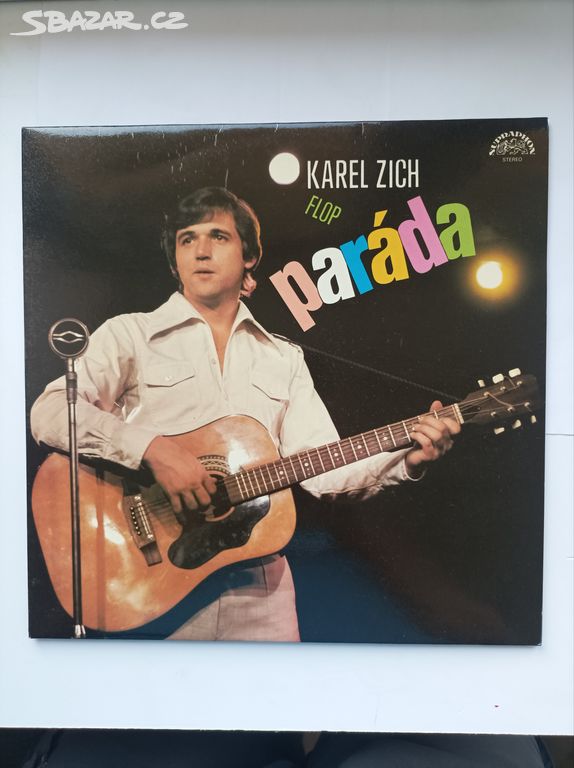 SBAZAR.CZ
SUPRAPHON
STEREO
KAREL ZICH
FLOP
paráda